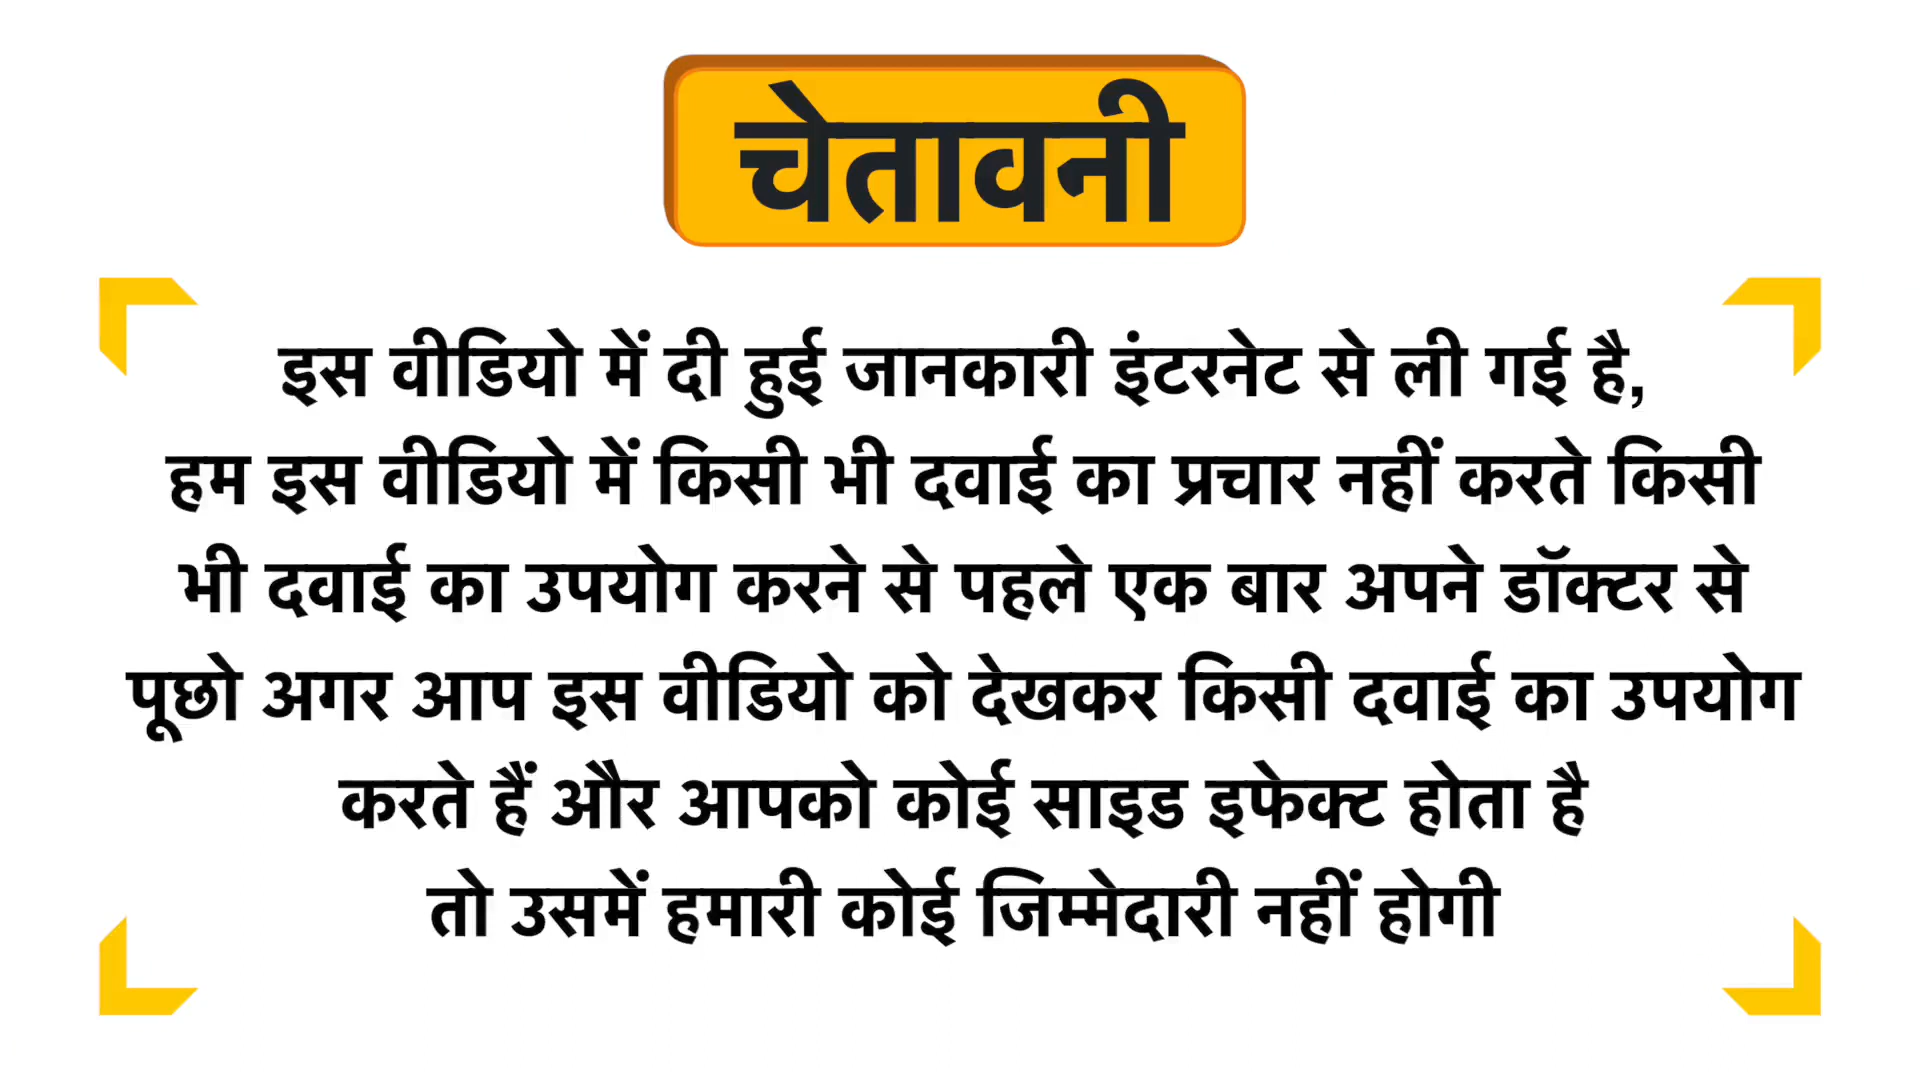 चेतावनी
इस वीडियो में दी हुई जानकारी इंटरनेट से ली गई है,
हम इस वीडियो में किसी भी दवाई का प्रचार नहीं करते किसी
भी दवाई का उपयोग करने से पहले एक बार अपने डॉक्टर से
पूछो अगर आप इस वीडियो को देखकर किसी दवाई का उपयोग
करते हैं और आपको कोई साइड इफेक्ट होता है
तो उसमें हमारी कोई जिम्मेदारी नहीं होगी